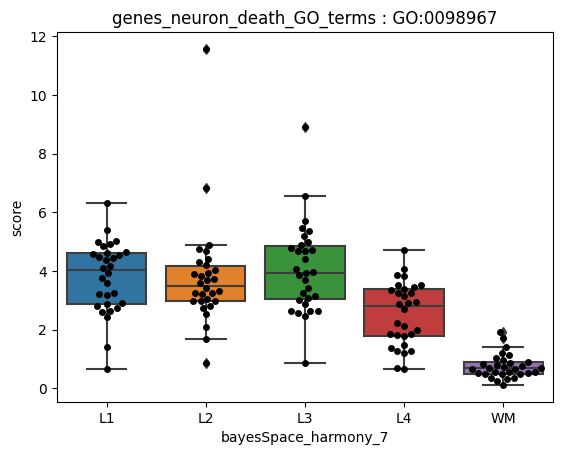 genes_neuron_death_GO_terms : GO:0098967
12
10
8
6
4
2
0
score
L1 L2 L3 L4 WM
bayesSpace_harmony_7